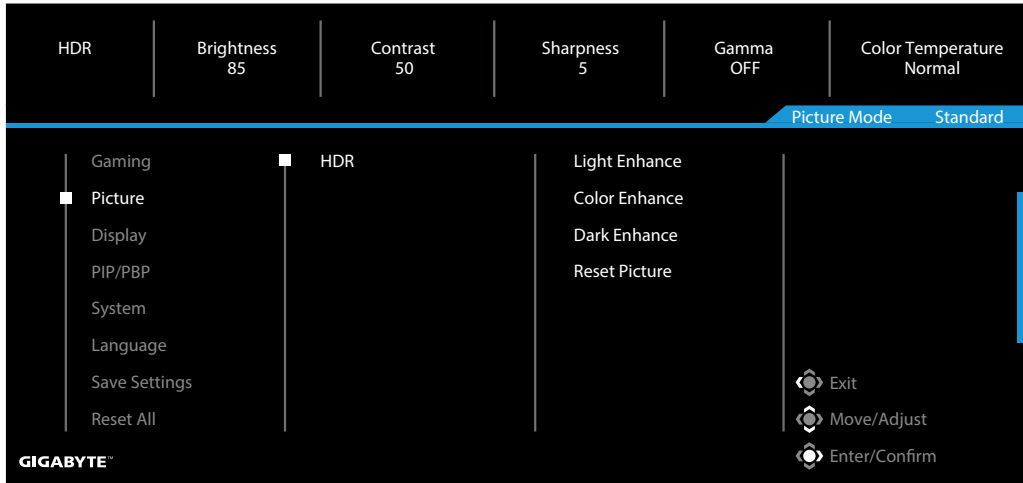 HDR
Brightness
85
Contrast
50
Sharpness
5
Gamma
OFF
Color Temperature
Normal
Picture Mode Standard
Gaming
Picture
Display
PIP/PBP
System
Language
Save Settings
Reset All
HDR
Light Enhance
Color Enhance
Dark Enhance
Reset Picture
Exit
Move/Adjust
Enter/Confirm
GIGABYTE™